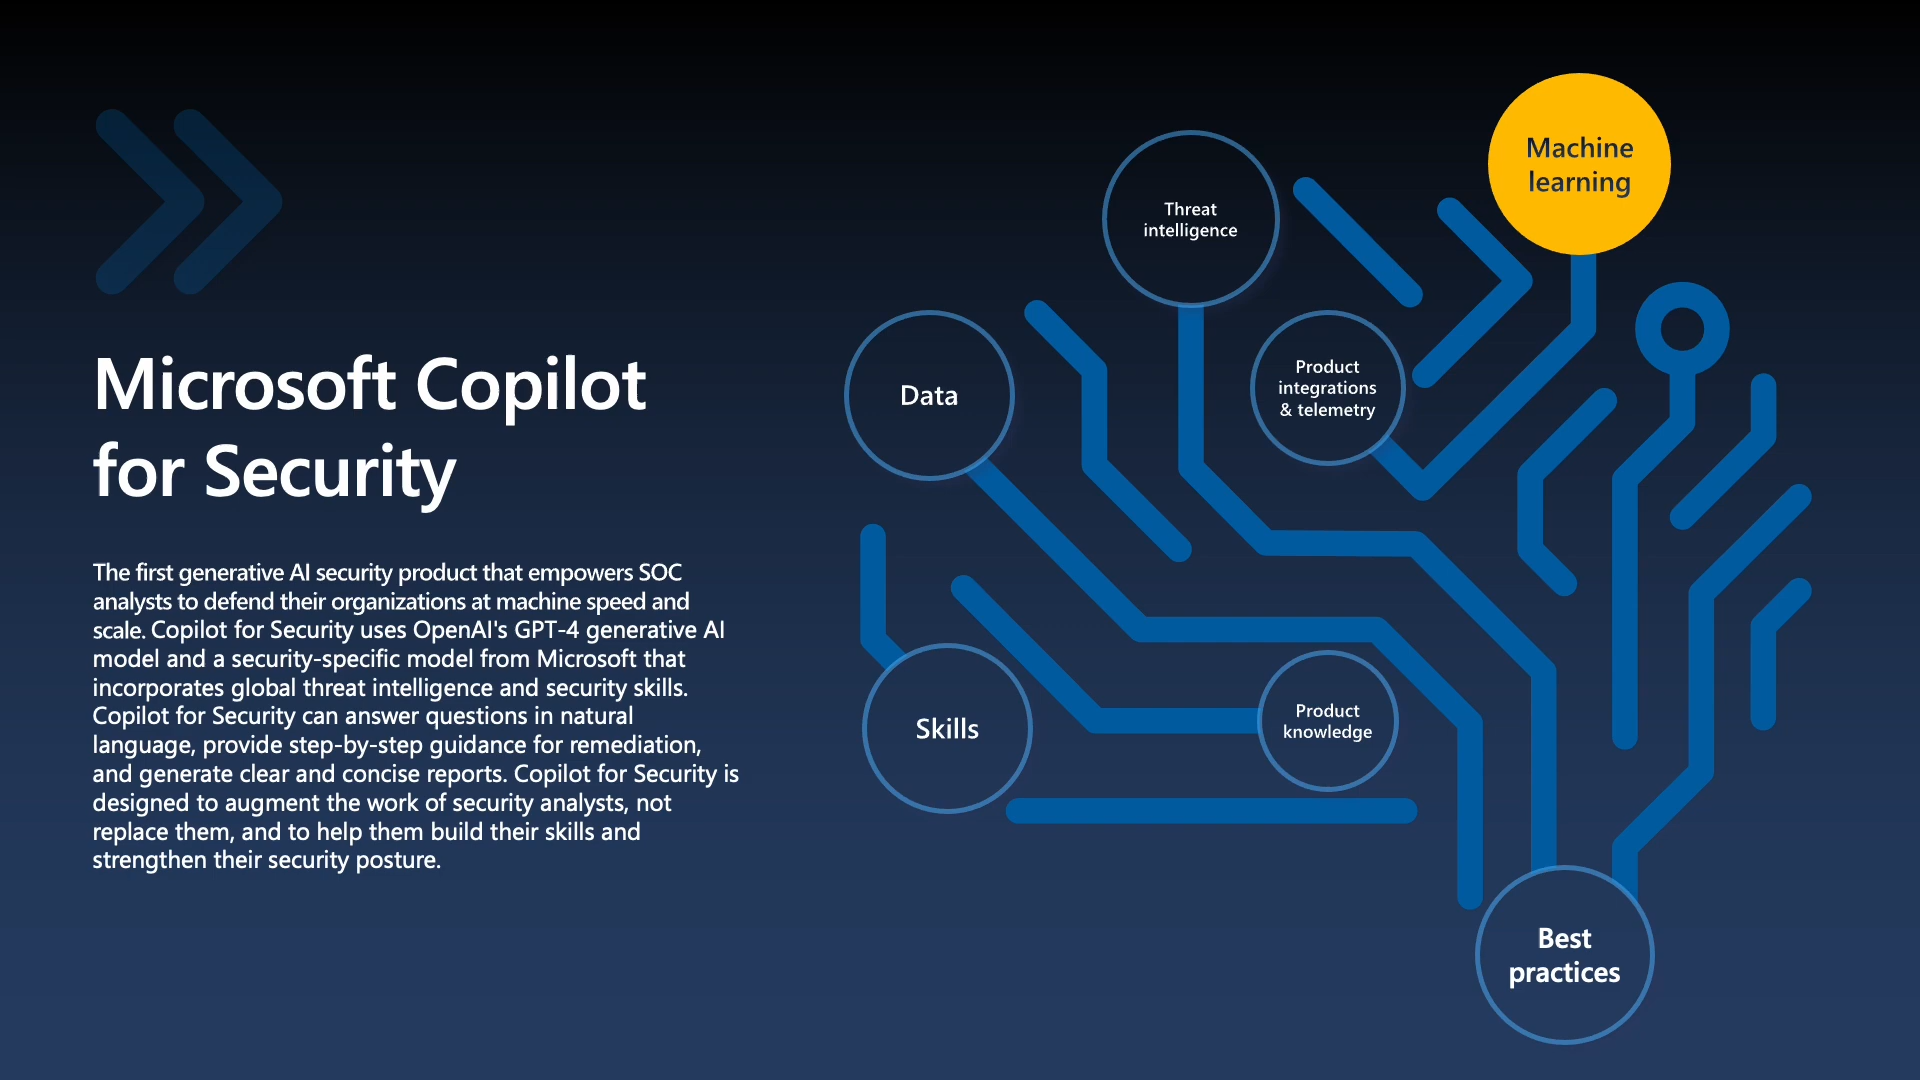 Microsoft Copilot
for Security
The first generative AI security product that empowers SOC
analysts to defend their organizations at machine speed and
scale. Copilot for Security uses OpenAI's GPT-4 generative AI
model and a security-specific model from Microsoft that
incorporates global threat intelligence and security skills.
Copilot for Security can answer questions in natural
language, provide step-by-step guidance for remediation,
and generate clear and concise reports. Copilot for Security is
designed to augment the work of security analysts, not
replace them, and to help them build their skills and
strengthen their security posture.
Machine
learning
Threat
intelligence
Product
integrations
& telemetry
Data
Skills
Product
knowledge
Best
practices